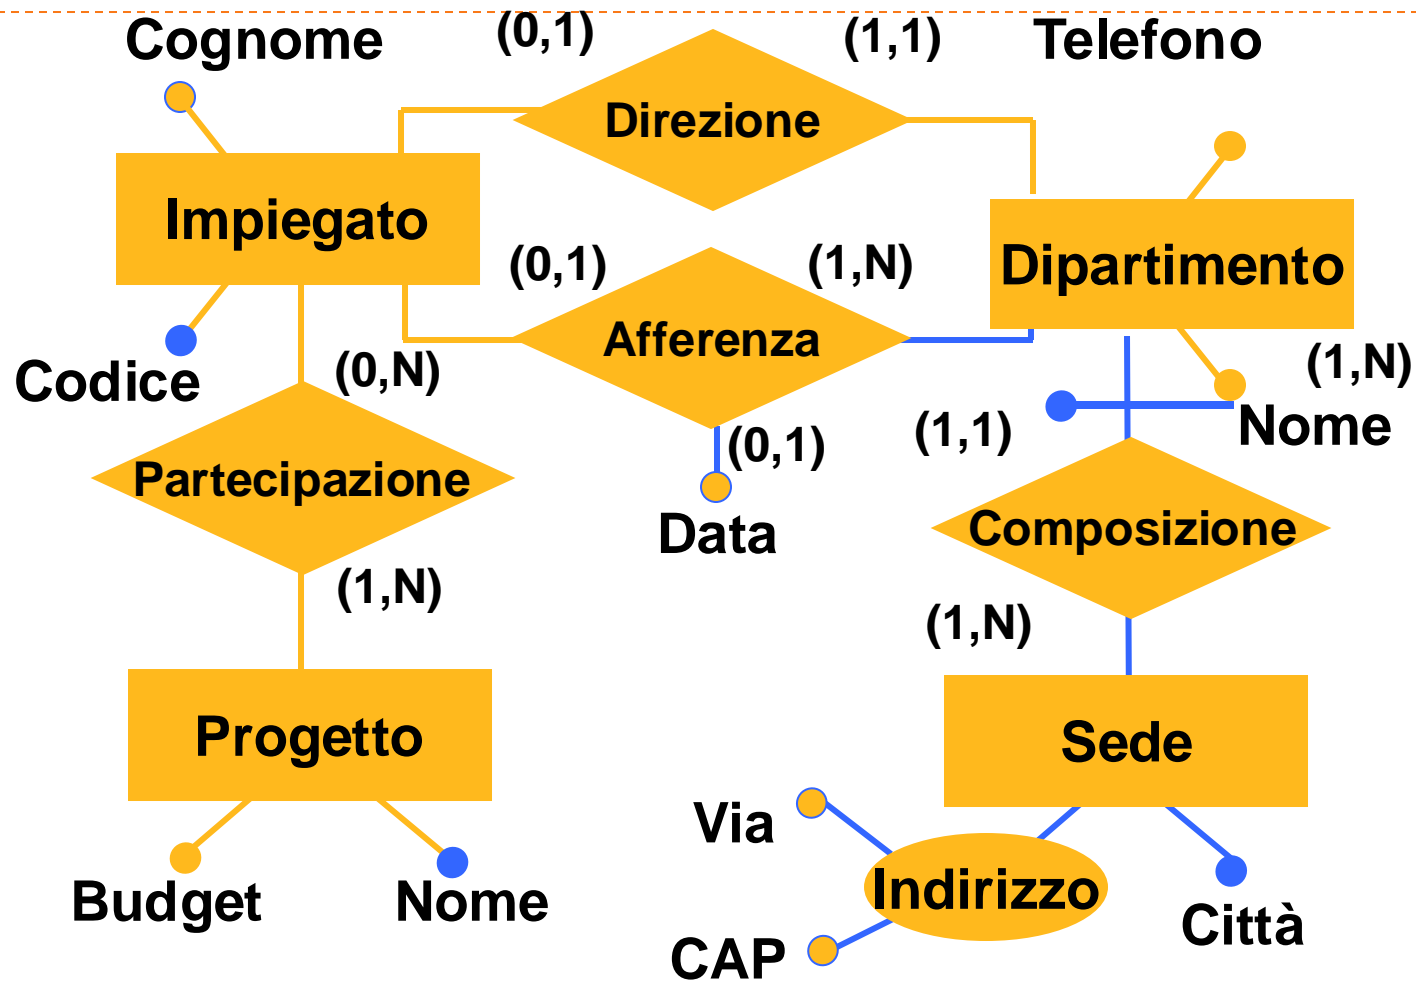 Cognome
(0,1)
(1,1)
Telefono
Direzione
Impiegato
(0,1)
(1,N)
Dipartimento
Afferenza
Codice
(0,N)
(1,N)
(1,1)
Nome
(0,1)
Partecipazione
Data
Composizione
(1,N)
(1,N)
Progetto
Sede
Via
Indirizzo
Budget
Nome
Città
CAP